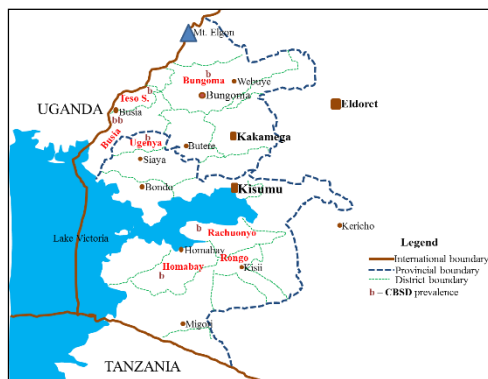 Mt. Elgon
b
Bungoma
Webuye
Teso S.
b
Bungoma
UGANDA
Busia
bb
Busia
Eldoret
b
Ugenya
Butere
Kakamega
Siaya
Bondo
Kisumu
b
Rachuonyo
Kericho
Lake Victoria
Homabay
Rongo
Homabay
b
Kisii
Migori
TANZANIA
Legend
International boundary
Provincial boundary
District boundary
b – CBSD prevalence